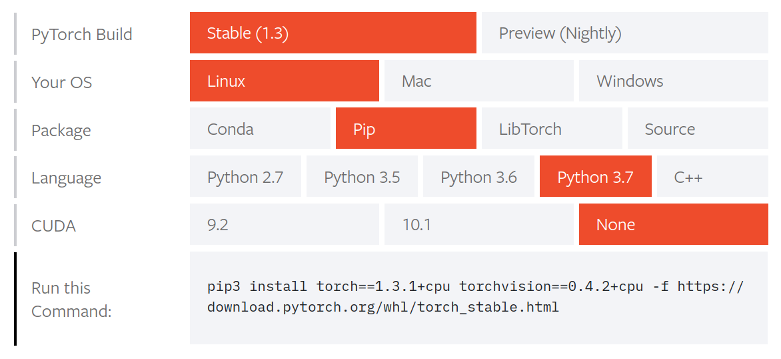 PyTorch Build Stable (1.3) Preview (Nightly)
Your OS Linux Mac Windows
Package Conda Pip LibTorch Source
Language Python 2.7 Python 3.5 Python 3.6 Python 3.7 C++
CUDA 9.2 10.1 None
Run this
Command:
pip3 install torch==1.3.1+cpu torchvision==0.4.2+cpu -f https://
download.pytorch.org/whl/torch_stable.html